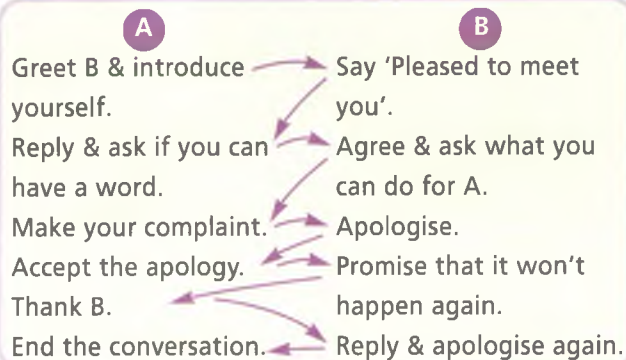 A
B
Greet B & introduce
yourself.
Say 'Pleased to meet
you'.
Reply & ask if you can
have a word.
Agree & ask what you
can do for A.
Make your complaint.
Apologise.
Accept the apology.
Promise that it won't
happen again.
Thank B.
Reply & apologise again.
End the conversation.